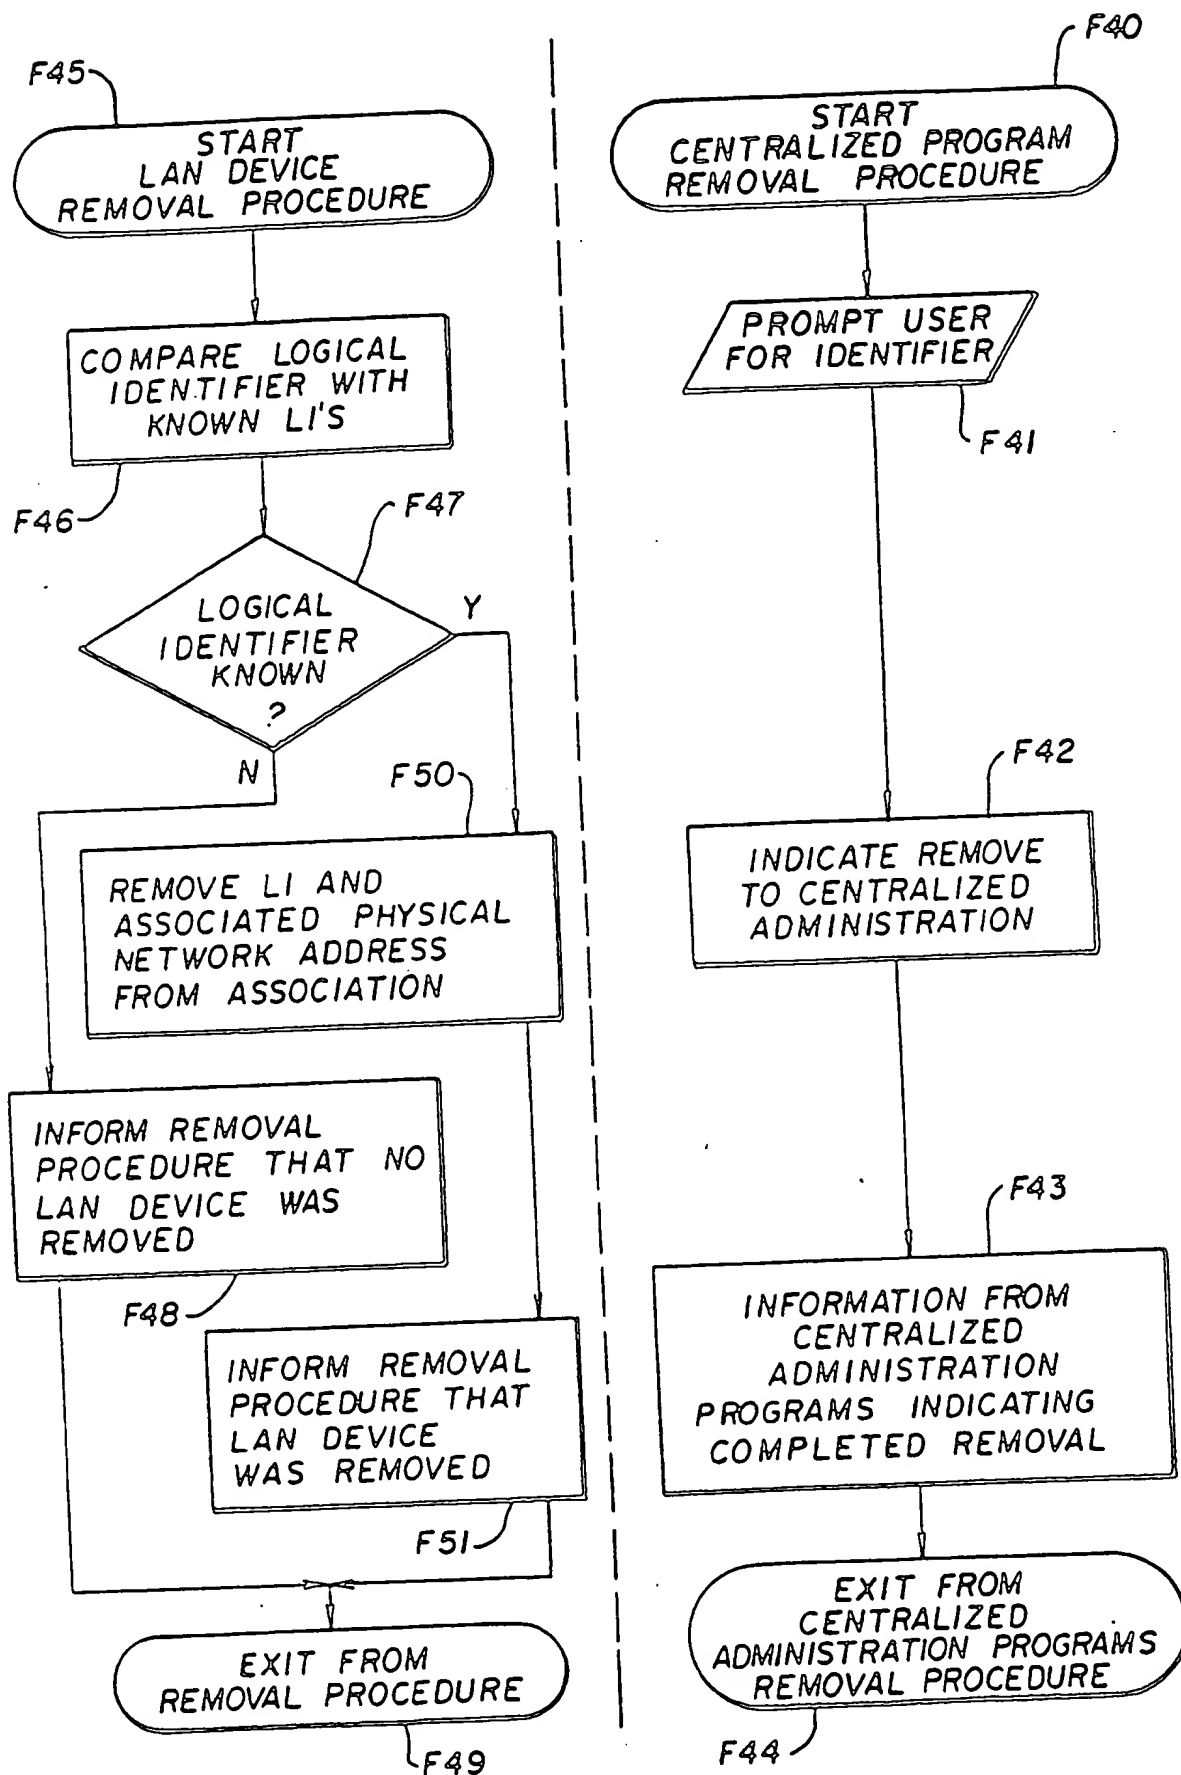 F45
START
LAN DEVICE
REMOVAL PROCEDURE
COMPARE LOGICAL
IDENTIFIER WITH
KNOWN LI'S
F46
F47
LOGICAL
IDENTIFIER
KNOWN
?
Y
N
F50
REMOVE LI AND
ASSOCIATED PHYSICAL
NETWORK ADDRESS
FROM ASSOCIATION
INFORM REMOVAL
PROCEDURE THAT NO
LAN DEVICE WAS
REMOVED
F48
INFORM REMOVAL
PROCEDURE THAT
LAN DEVICE
WAS REMOVED
F51
EXIT FROM
REMOVAL PROCEDURE
F49
F40
START
CENTRALIZED PROGRAM
REMOVAL PROCEDURE
PROMPT USER
FOR IDENTIFIER
F41
F42
INDICATE REMOVE
TO CENTRALIZED
ADMINISTRATION
F43
INFORMATION FROM
CENTRALIZED
ADMINISTRATION
PROGRAMS INDICATING
COMPLETED REMOVAL
EXIT FROM
CENTRALIZED
ADMINISTRATION PROGRAMS
REMOVAL PROCEDURE
F44